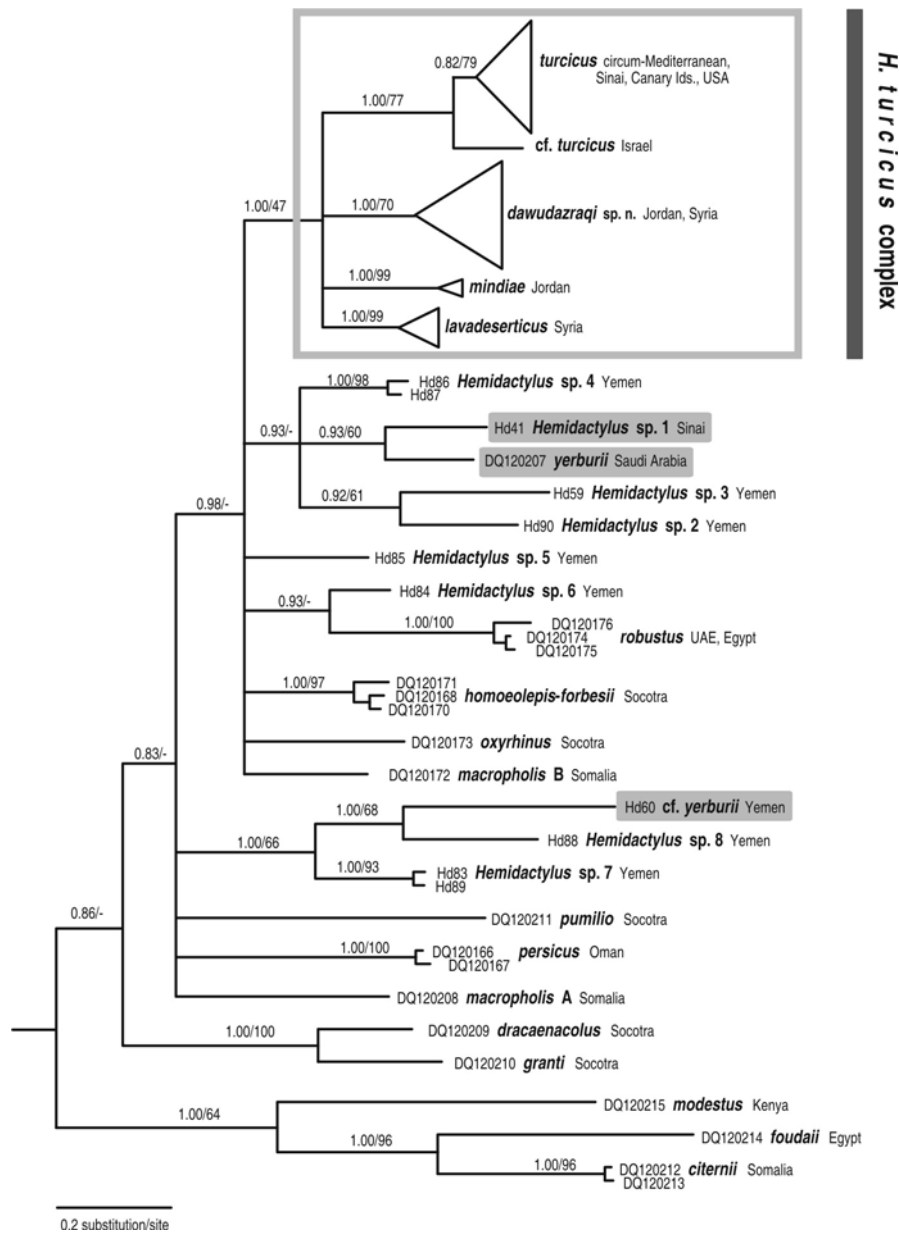 H. turcicus complex
0.82/79
turcicus circum-Mediterranean,
Sinai, Canary Ids., USA
1.00/77
cf. turcicus Israel
1.00/47
1.00/70
dawudazraqi sp. n. Jordan, Syria
1.00/99
mindiae Jordan
1.00/99
lavadeserticus Syria
1.00/98
Hd86 Hemidactylus sp. 4 Yemen
Hd87
0.93/-
0.93/60
Hd41 Hemidactylus sp. 1 Sinai
DQ120207 yerburii Saudi Arabia
0.92/61
Hd59 Hemidactylus sp. 3 Yemen
Hd90 Hemidactylus sp. 2 Yemen
0.98/-
Hd85 Hemidactylus sp. 5 Yemen
0.93/-
Hd84 Hemidactylus sp. 6 Yemen
1.00/100
DQ120176
DQ120174 robustus UAE, Egypt
DQ120175
1.00/97
DQ120171
DQ120168 homoeolepis-forbesii Socotra
DQ120170
DQ120173 oxyrhinus Socotra
0.83/-
DQ120172 macropholis B Somalia
1.00/68
Hd60 cf. yerburii Yemen
1.00/66
Hd88 Hemidactylus sp. 8 Yemen
1.00/93
Hd83 Hemidactylus sp. 7 Yemen
Hd89
0.86/-
DQ120211 pumilio Socotra
1.00/100
DQ120166 persicus Oman
DQ120167
DQ120208 macropholis A Somalia
1.00/100
DQ120209 dracaenacolus Socotra
DQ120210 granti Socotra
1.00/64
DQ120215 modestus Kenya
1.00/96
DQ120214 foudaii Egypt
1.00/96
DQ120212 citernii Somalia
DQ120213
0.2 substitution/site